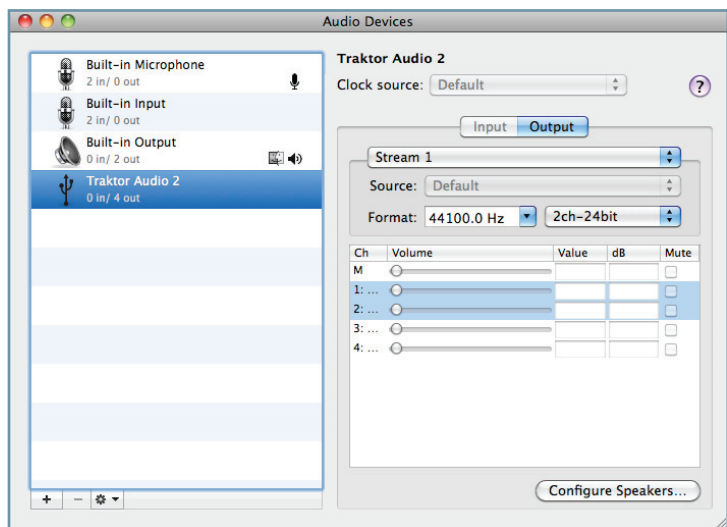 Audio Devices
Built-in Microphone
2 in/ 0 out
Built-in Input
2 in/ 0 out
Built-in Output
0 in/ 2 out
Traktor Audio 2
0 in/ 4 out
+ −
Traktor Audio 2
Clock source: Default
?
Input Output
Stream 1
Source: Default
Format: 44100.0 Hz 2ch-24bit
Ch Volume Value dB Mute
M
1: ...
2: ...
3: ...
4: ...
Configure Speakers...